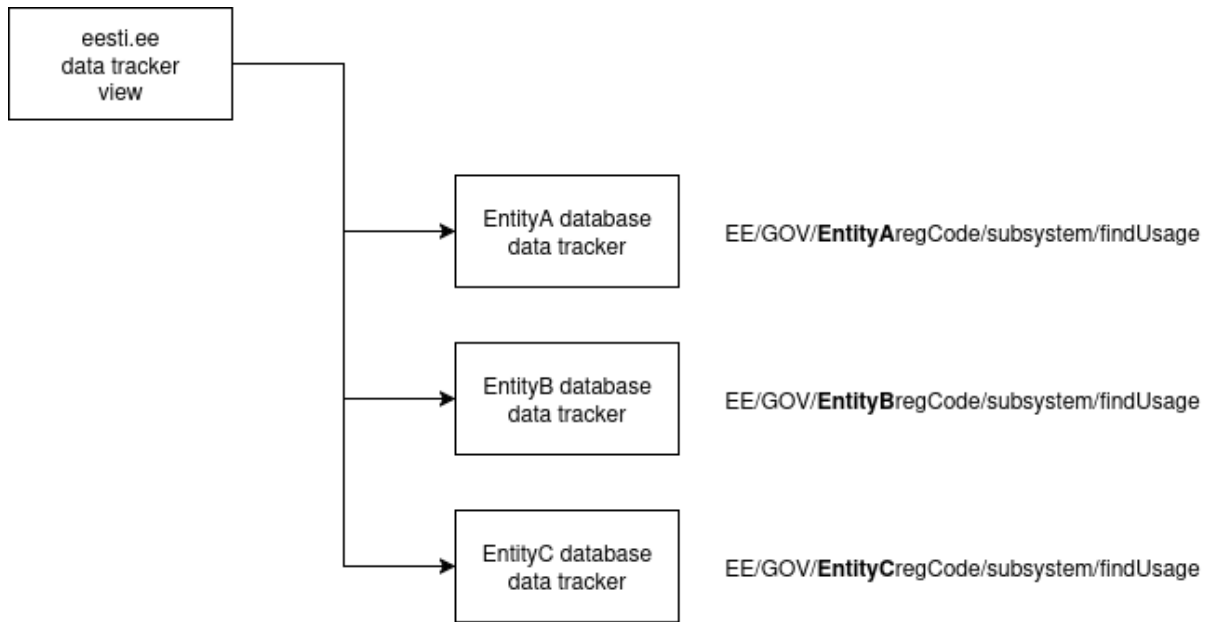 eesti.ee
data tracker
view
EntityA database
data tracker
EE/GOV/EntityAregCode/subsystem/findUsage
EntityB database
data tracker
EE/GOV/EntityBregCode/subsystem/findUsage
EntityC database
data tracker
EE/GOV/EntityCregCode/subsystem/findUsage